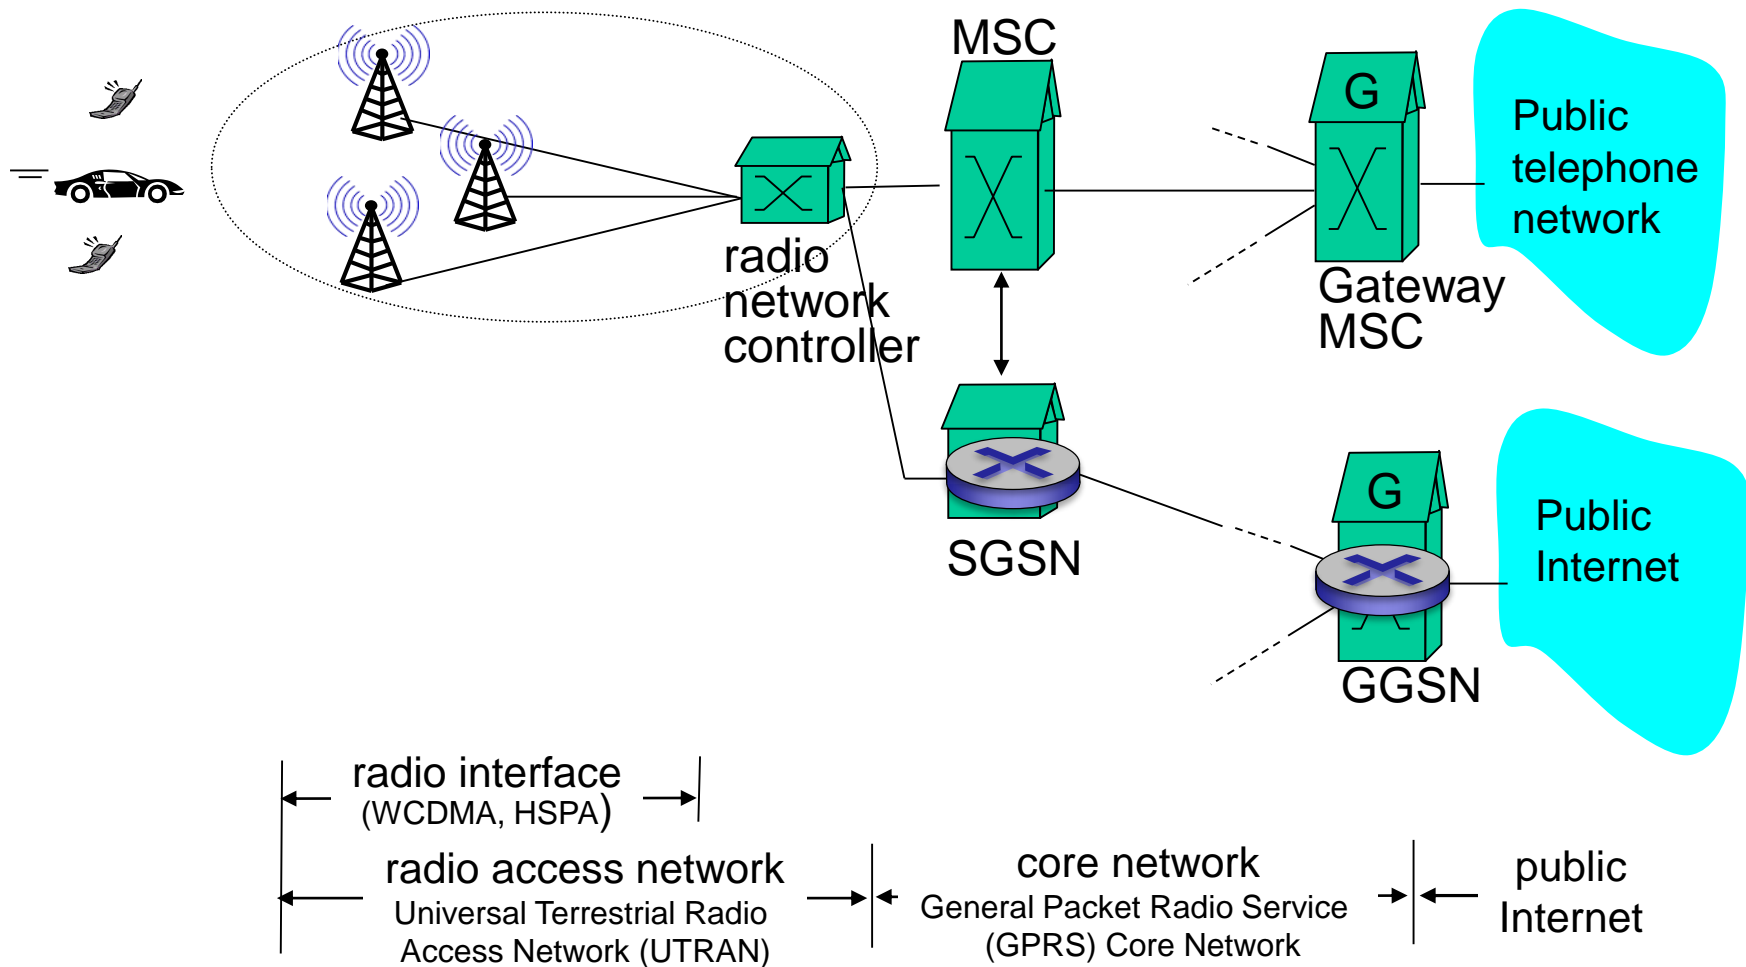 MSC
G
Public
telephone
network
radio
network
controller
Gateway
MSC
G
Public
Internet
SGSN
GGSN
radio interface
(WCDMA, HSPA)
radio access network
Universal Terrestrial Radio
Access Network (UTRAN)
core network
General Packet Radio Service
(GPRS) Core Network
public
Internet